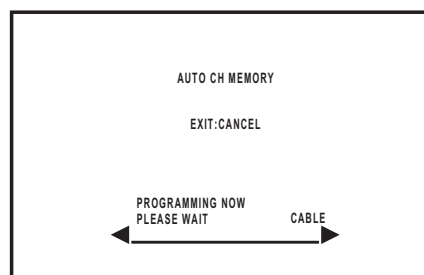 AUTO CH MEMORY
EXIT:CANCEL
PROGRAMMING NOW
PLEASE WAIT CABLE